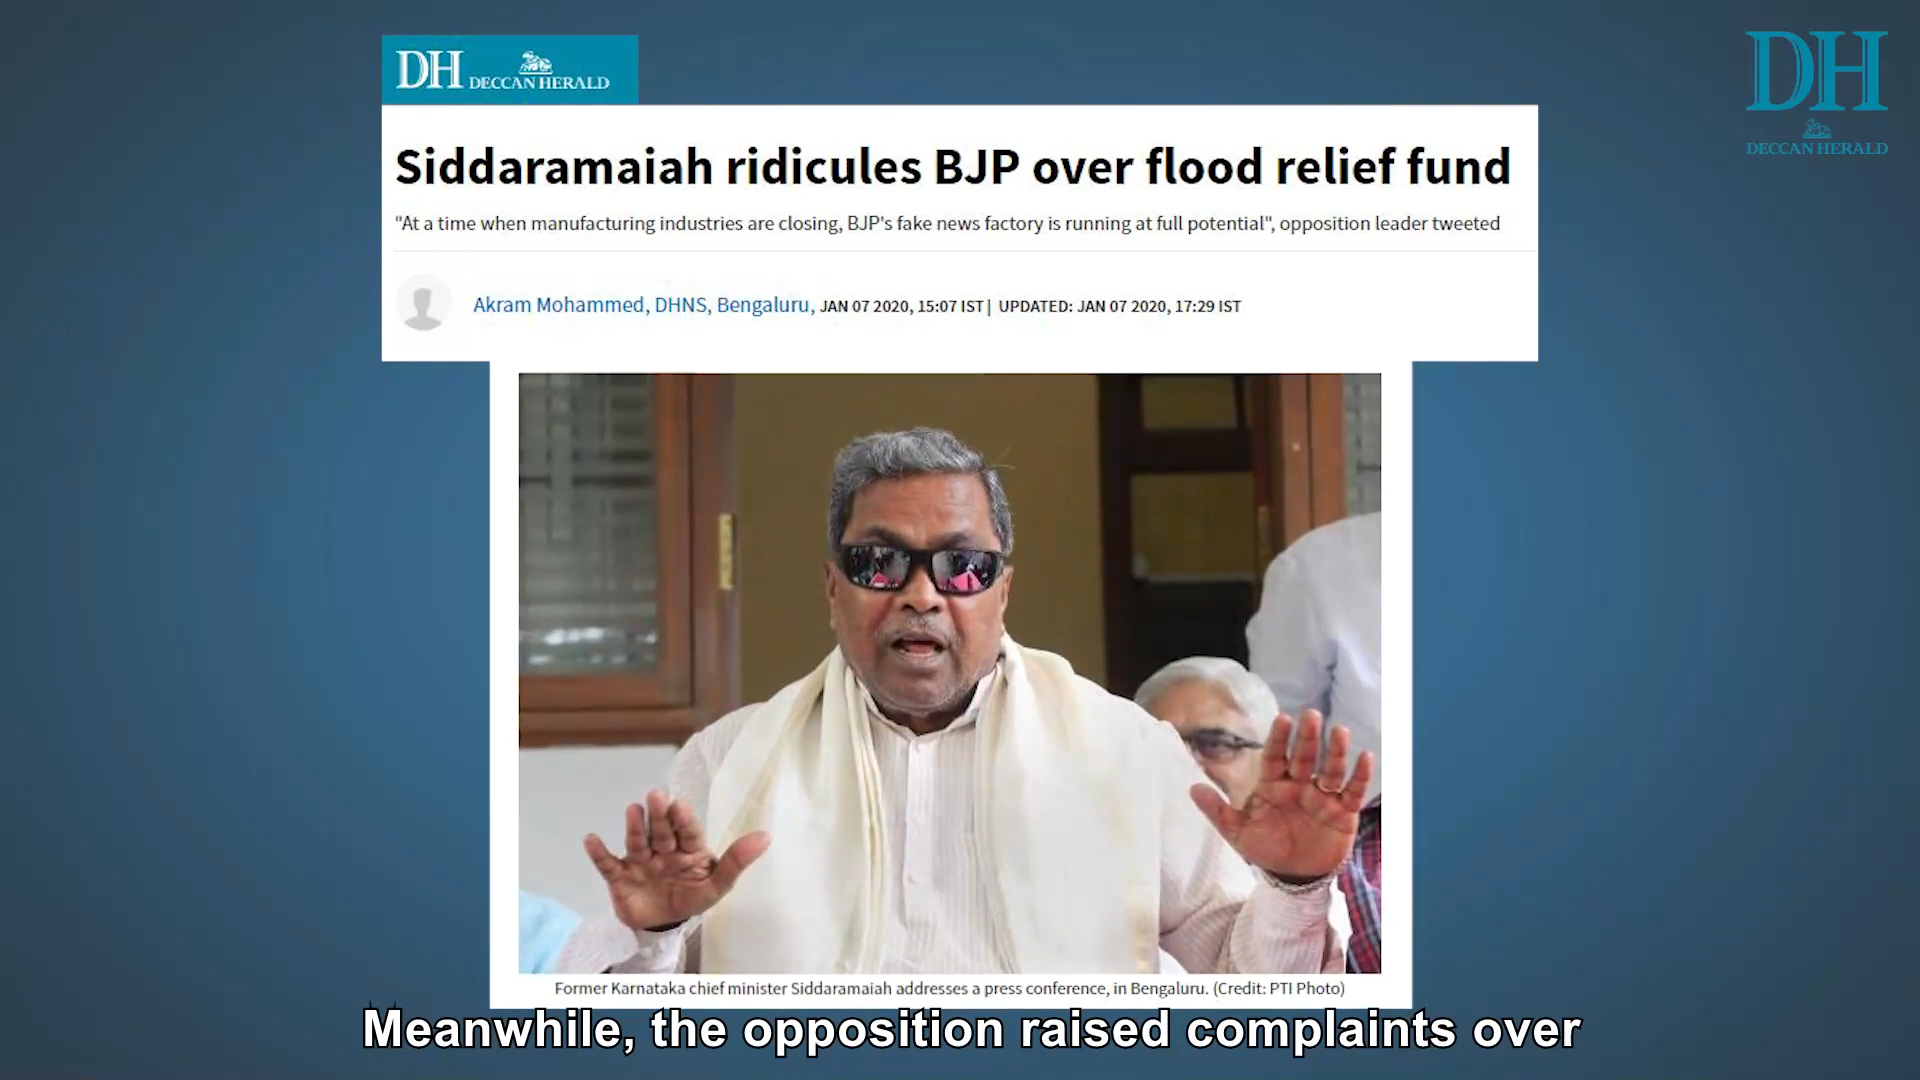 DH DECCAN HERALD
DH
DECCAN HERALD
Siddaramaiah ridicules BJP over flood relief fund
"At a time when manufacturing industries are closing, BJP's fake news factory is running at full potential", opposition leader tweeted
Akram Mohammed, DHNS, Bengaluru, JAN 07 2020, 15:07 IST | UPDATED: JAN 07 2020, 17:29 IST
Former Karnataka chief minister Siddaramaiah addresses a press conference, in Bengaluru. (Credit: PTI Photo)
Meanwhile, the opposition raised complaints over